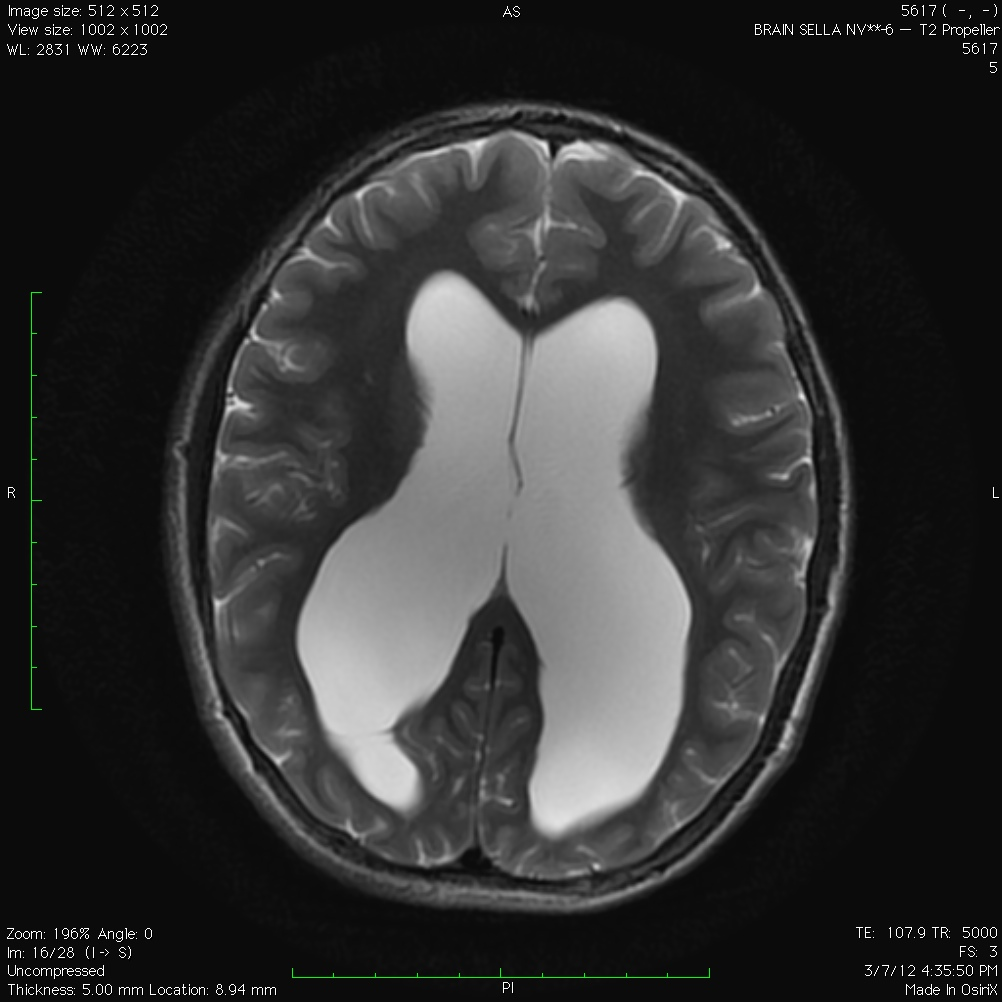 Image size: 512 x 512
View size: 1002 x 1002
WL: 2831 WW: 6223
AS
5617 ( -, -)
BRAIN SELLA NV**-6 — T2 Propeller
5617
5
R
L
Zoom: 196% Angle: 0
Im: 16/28 (I -> S)
Uncompressed
Thickness: 5.00 mm Location: 8.94 mm
PI
TE: 107.9 TR: 5000
FS: 3
3/7/12 4:35:50 PM
Made In OsiriX